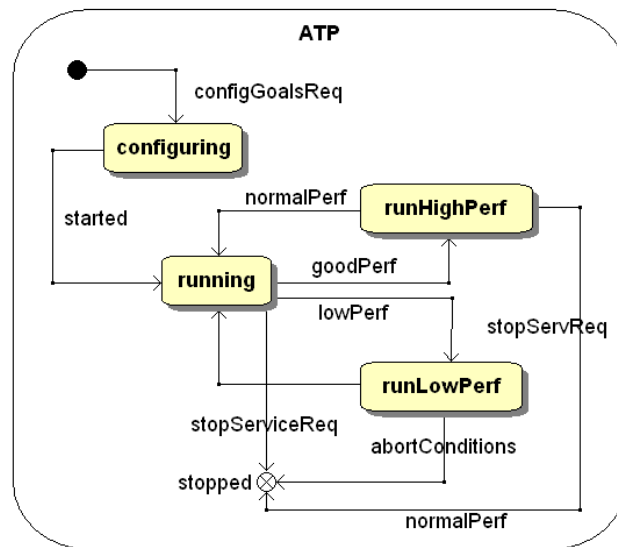 ATP
configGoalsReq
configuring
normalPerf
runHighPerf
started
goodPerf
running
lowPerf
stopServReq
runLowPerf
stopServiceReq
abortConditions
stopped
normalPerf